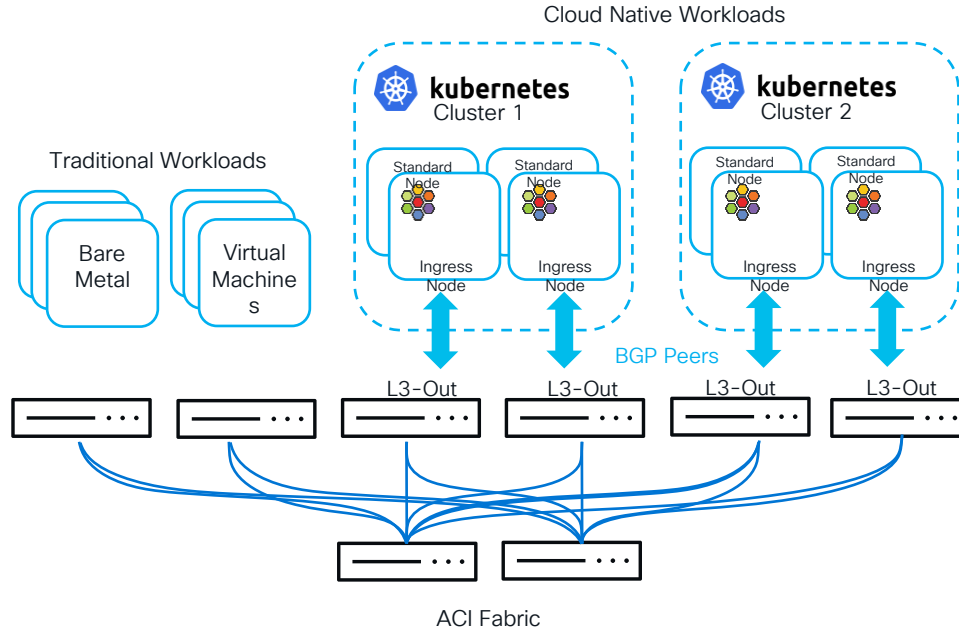 Cloud Native Workloads
kubernetes
Cluster 1
kubernetes
Cluster 2
Traditional Workloads
Bare
Metal
Virtual
Machine
s
Standard
Node
Standard
Node
Standard
Node
Standard
Node
Ingress
Node
Ingress
Node
Ingress
Node
Ingress
Node
BGP Peers
L3-Out
L3-Out
L3-Out
L3-Out
ACI Fabric